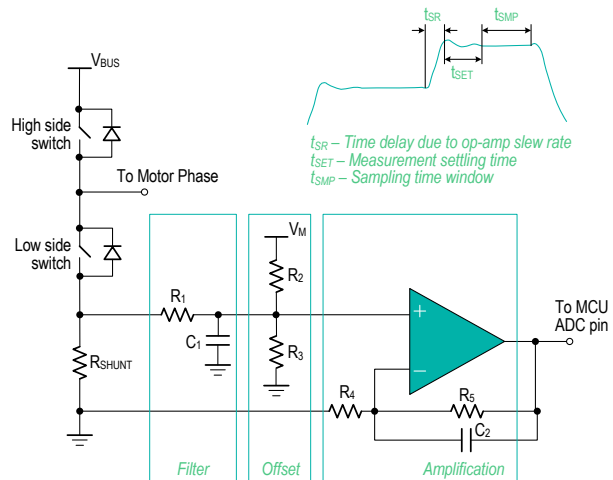 tSR
tSMP
tSET
VBUS
High side
switch
tSR – Time delay due to op-amp slew rate
tSET – Measurement settling time
tSMP – Sampling time window
To Motor Phase
Low side
switch
VM
R1
R2
C1
R3
+
To MCU
ADC pin
RSHUNT
–
R4
R5
C2
Filter
Offset
Amplification